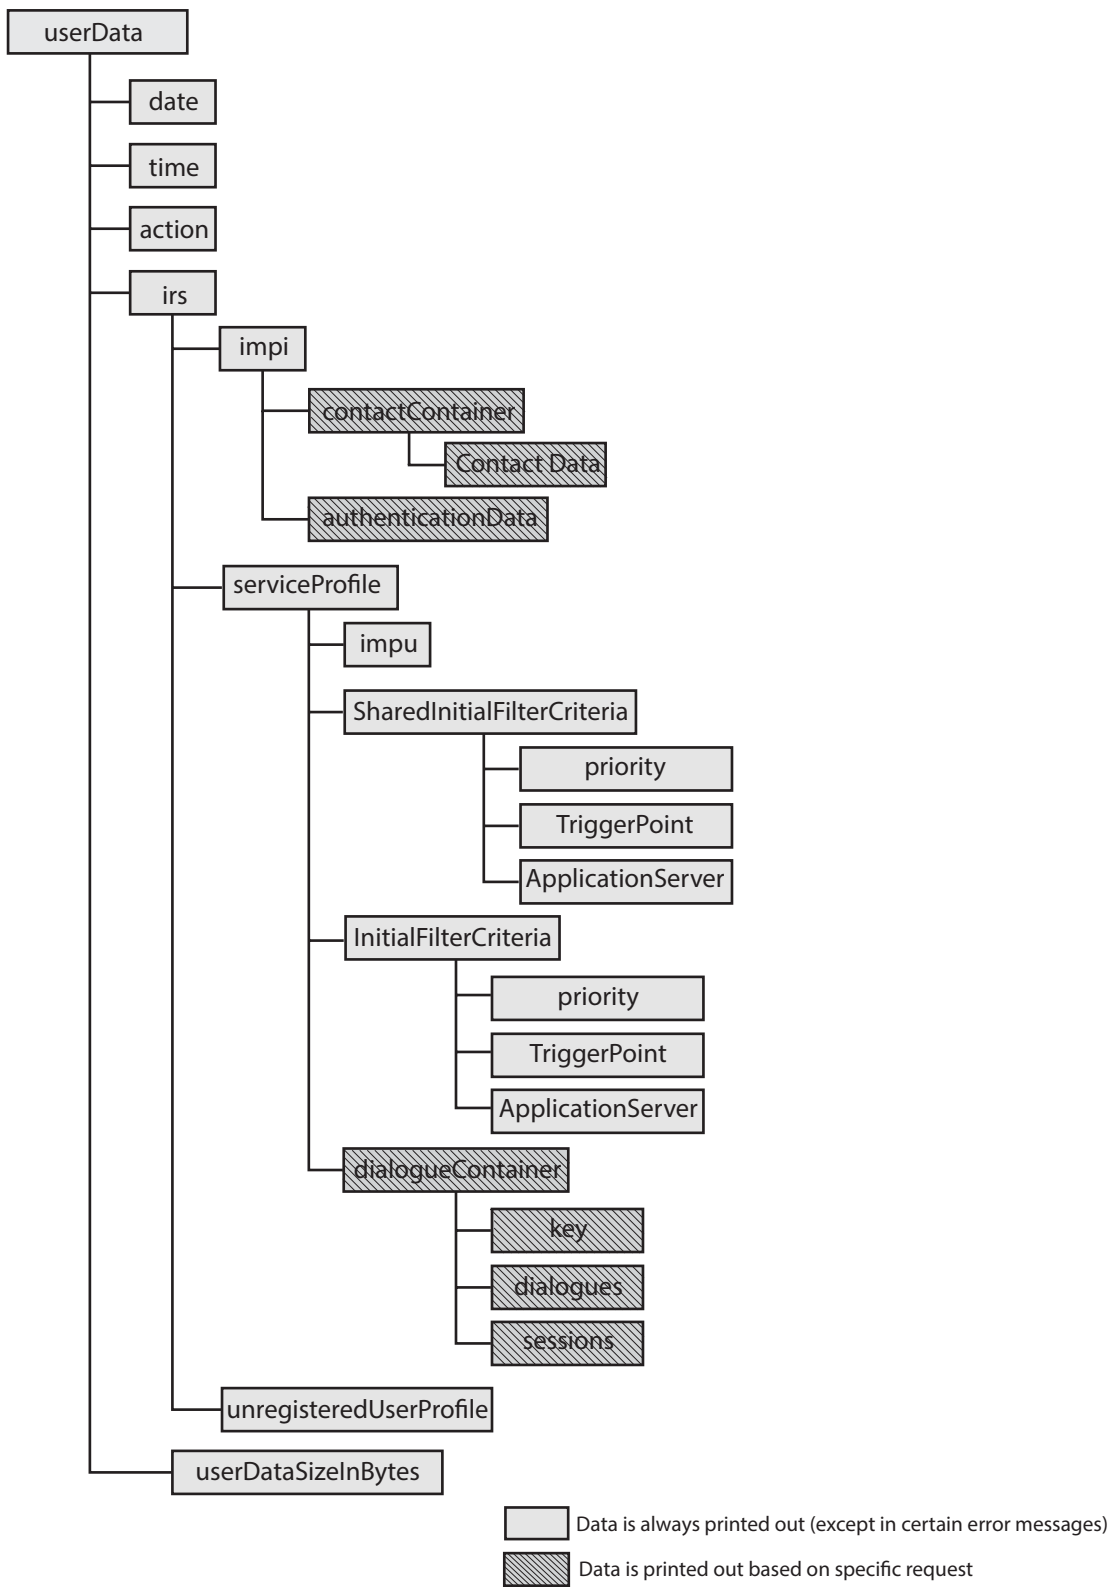 userData
date
time
action
irs
impi
contactContainer
Contact Data
authenticationData
serviceProfile
impu
SharedInitialFilterCriteria
priority
TriggerPoint
ApplicationServer
InitialFilterCriteria
priority
TriggerPoint
ApplicationServer
dialogueContainer
key
dialogues
sessions
unregisteredUserProfile
userDataSizeInBytes
Data is always printed out (except in certain error messages)
Data is printed out based on specific request